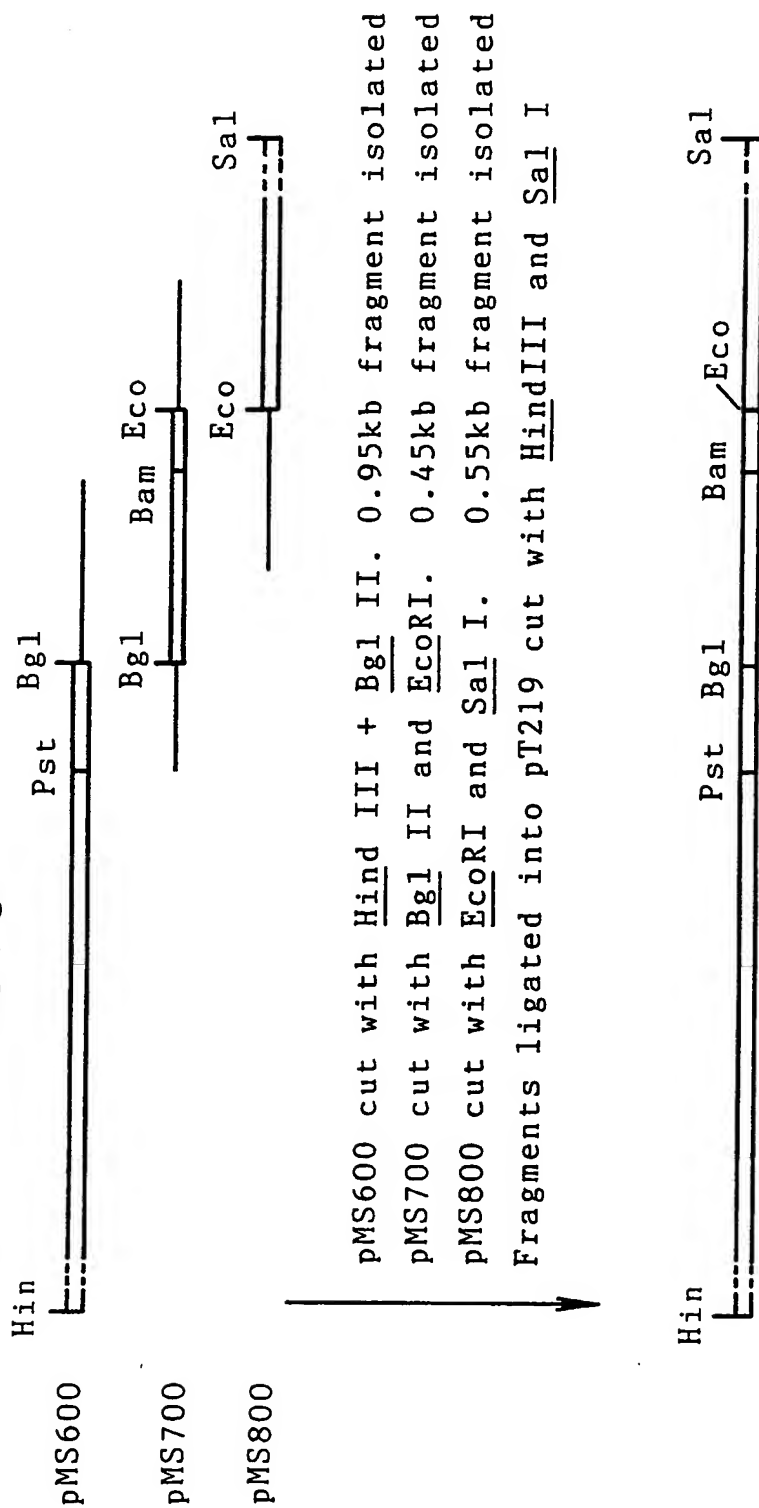 Hin Pst Bgl
pMS600
Bgl Bam Eco
pMS700
Eco Sal
pMS800
pMS600 cut with Hind III + Bgl II. 0.95kb fragment isolated
pMS700 cut with Bgl II and EcoRI. 0.45kb fragment isolated
pMS800 cut with EcoRI and Sal I. 0.55kb fragment isolated
Fragments ligated into pT219 cut with HindIII and Sal I
Hin Pst Bgl Bam Eco Sal